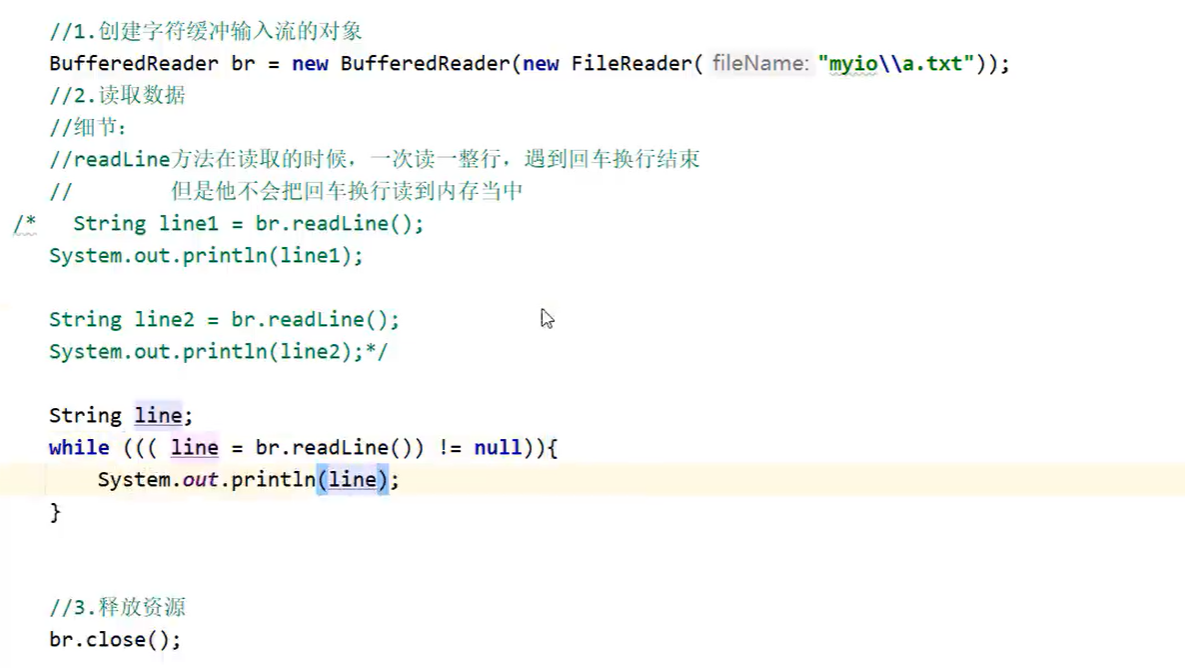 //1.创建字符缓冲输入流的对象
BufferedReader br = new BufferedReader(new FileReader( fileName: "myio\\a.txt"));
//2.读取数据
//细节：
//readLine方法在读取的时候，一次读一整行，遇到回车换行结束
//        但是他不会把回车换行读到内存当中
/*   String line1 = br.readLine();
System.out.println(line1);
String line2 = br.readLine();
System.out.println(line2);*/
String line;
while ((( line = br.readLine()) != null)){
System.out.println(line);
}
//3.释放资源
br.close();